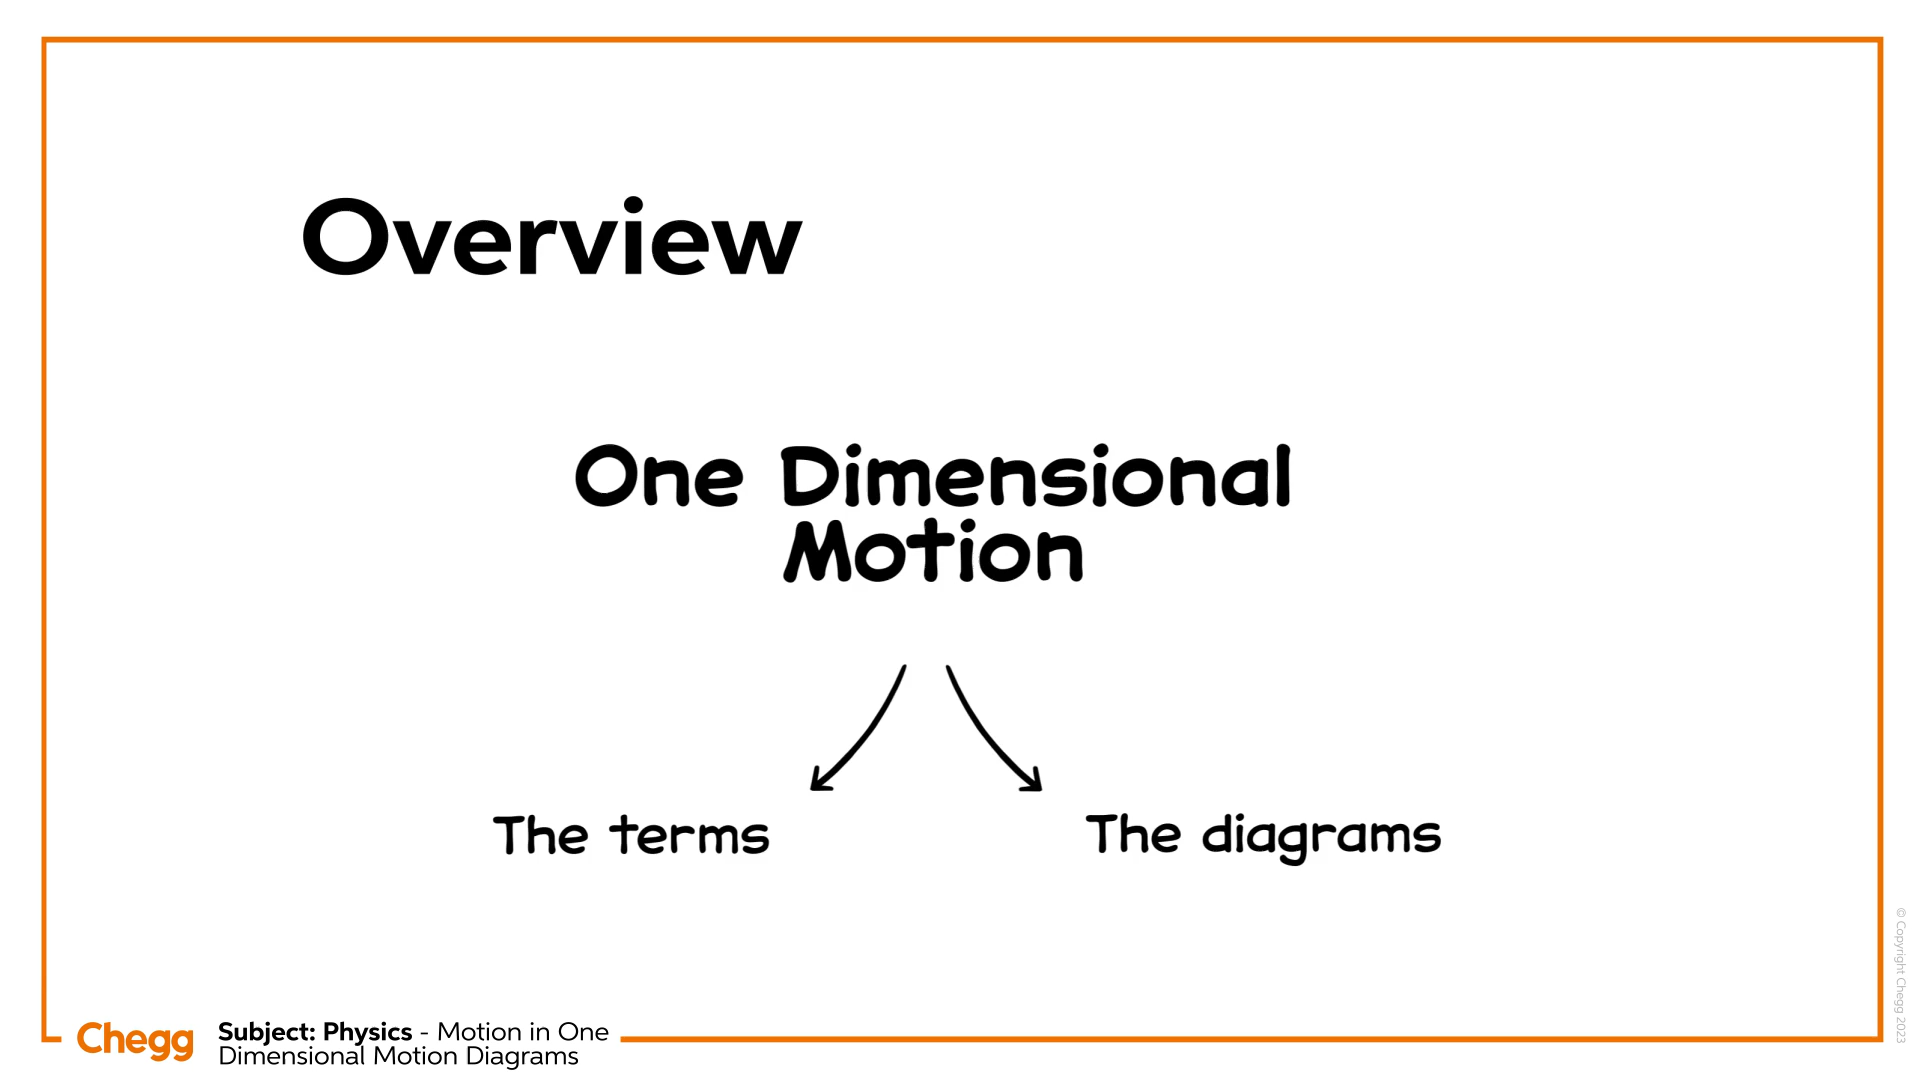 Overview
One Dimensional
Motion
The terms
The diagrams
Chegg
Subject: Physics - Motion in One
Dimensional Motion Diagrams
© Copyright Chegg 2023